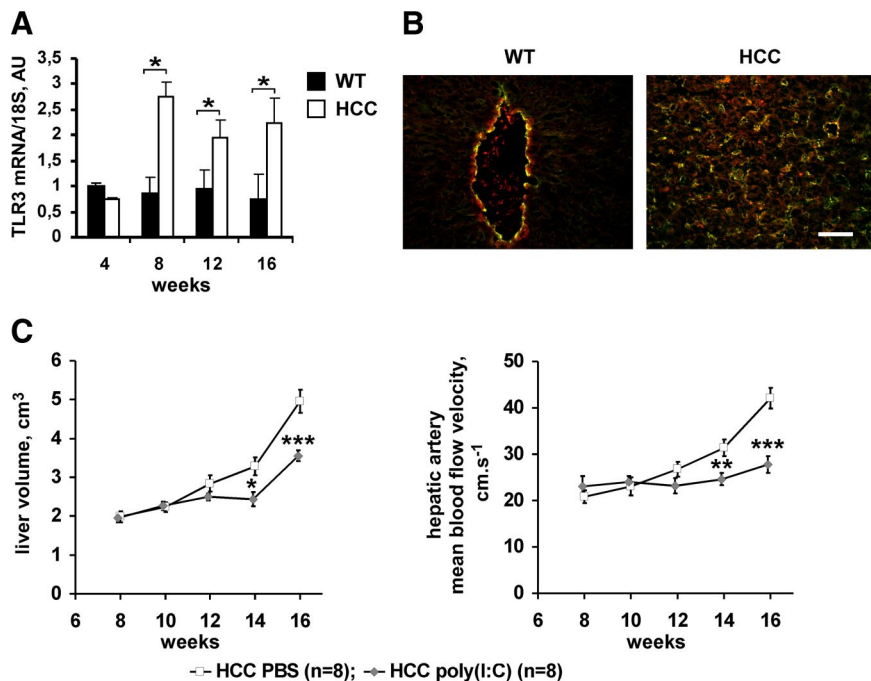 A
TLR3 mRNA/18S, AU
3,5
3
2,5
2
1,5
1
0,5
0
*
*
*
WT
HCC
4 8 12 16
weeks
B
WT HCC
C
liver volume, cm³
6
5
4
3
2
1
0
*
***
6 8 10 12 14 16
weeks
hepatic artery
mean blood flow velocity,
cm.s⁻¹
50
40
30
20
10
0
**
***
6 8 10 12 14 16
weeks
HCC PBS (n=8); HCC poly(I:C) (n=8)